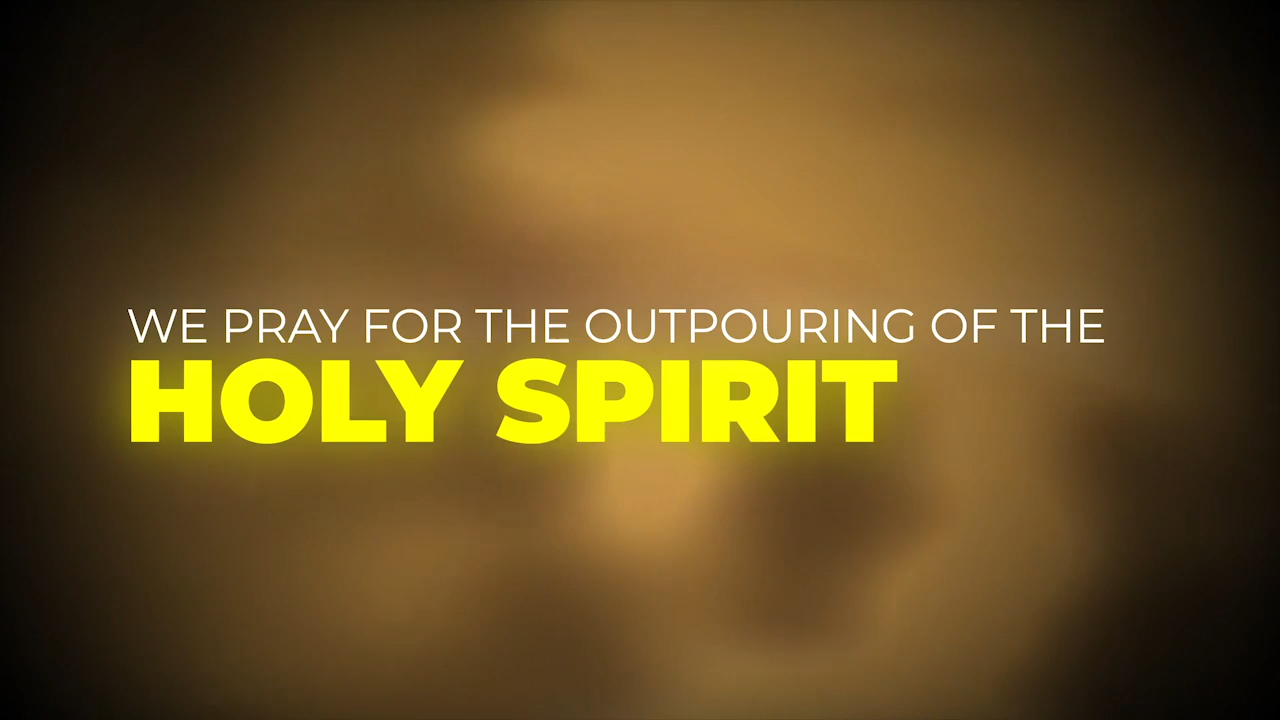 WE PRAY FOR THE OUTPOURING OF THE
HOLY SPIRIT